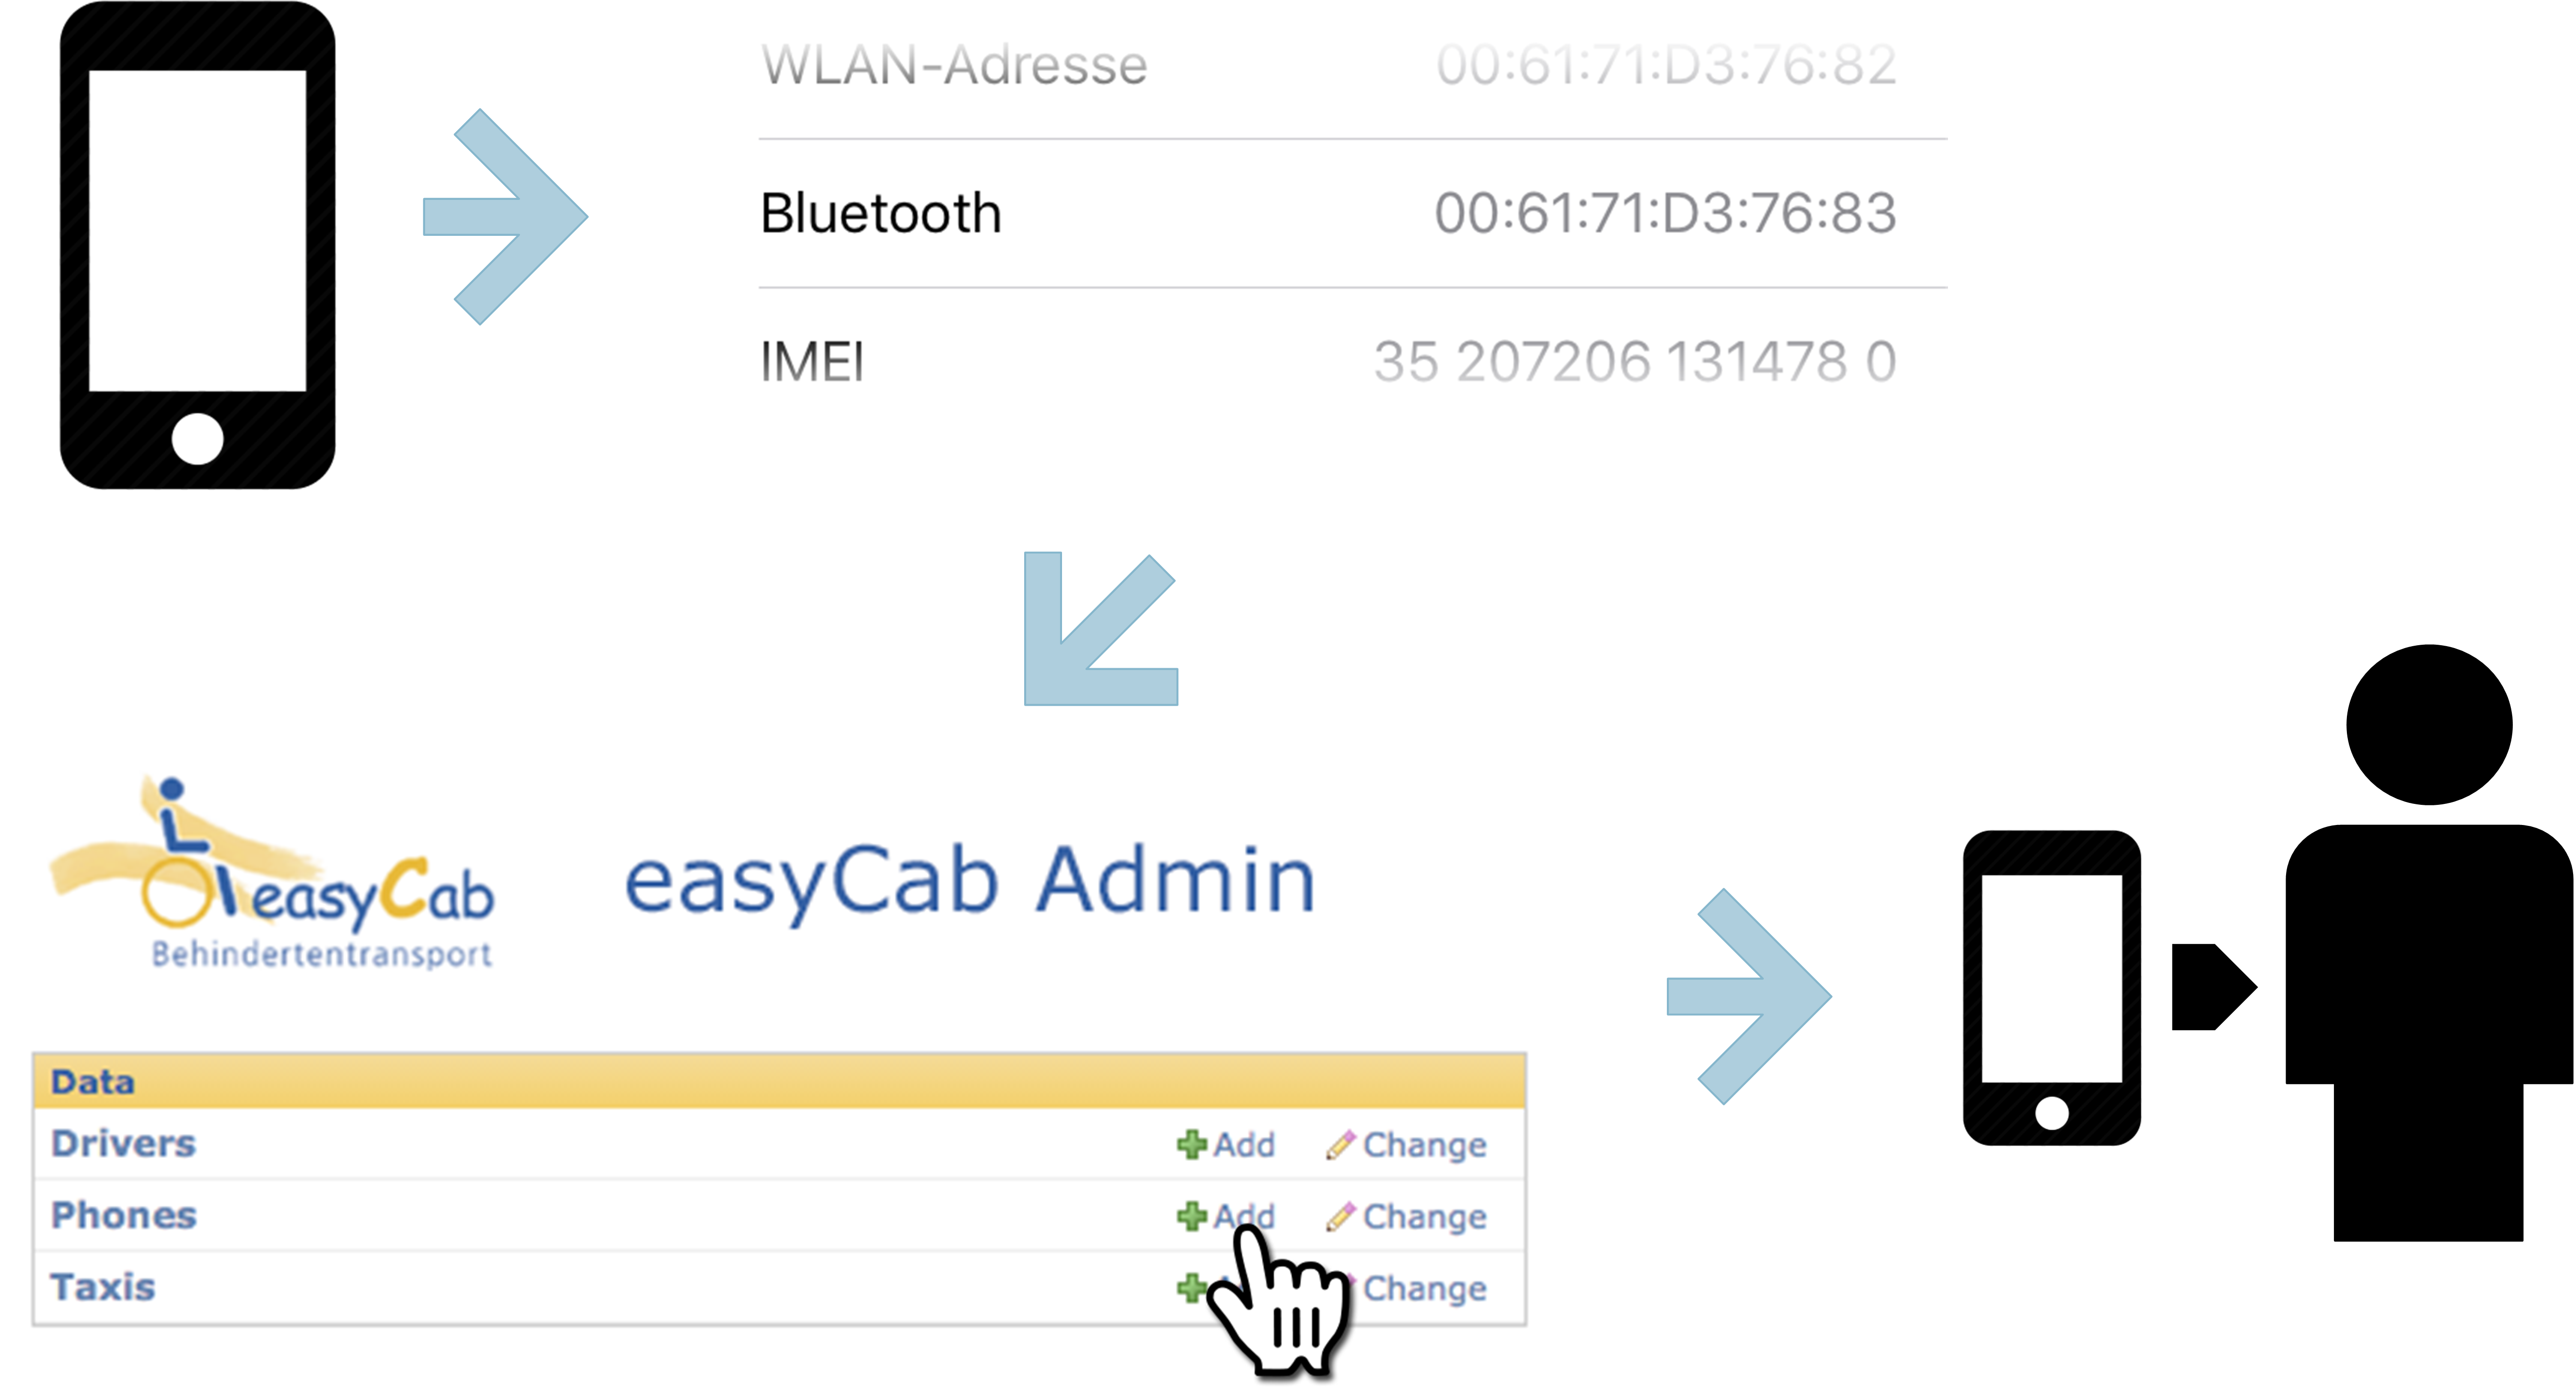 WLAN-Adresse 00:61:71:D3:76:82
Bluetooth 00:61:71:D3:76:83
IMEI 35 207206 131478 0
easyCab
Behindertentransport
easyCab Admin
Data
Drivers Add Change
Phones Add Change
Taxis Change